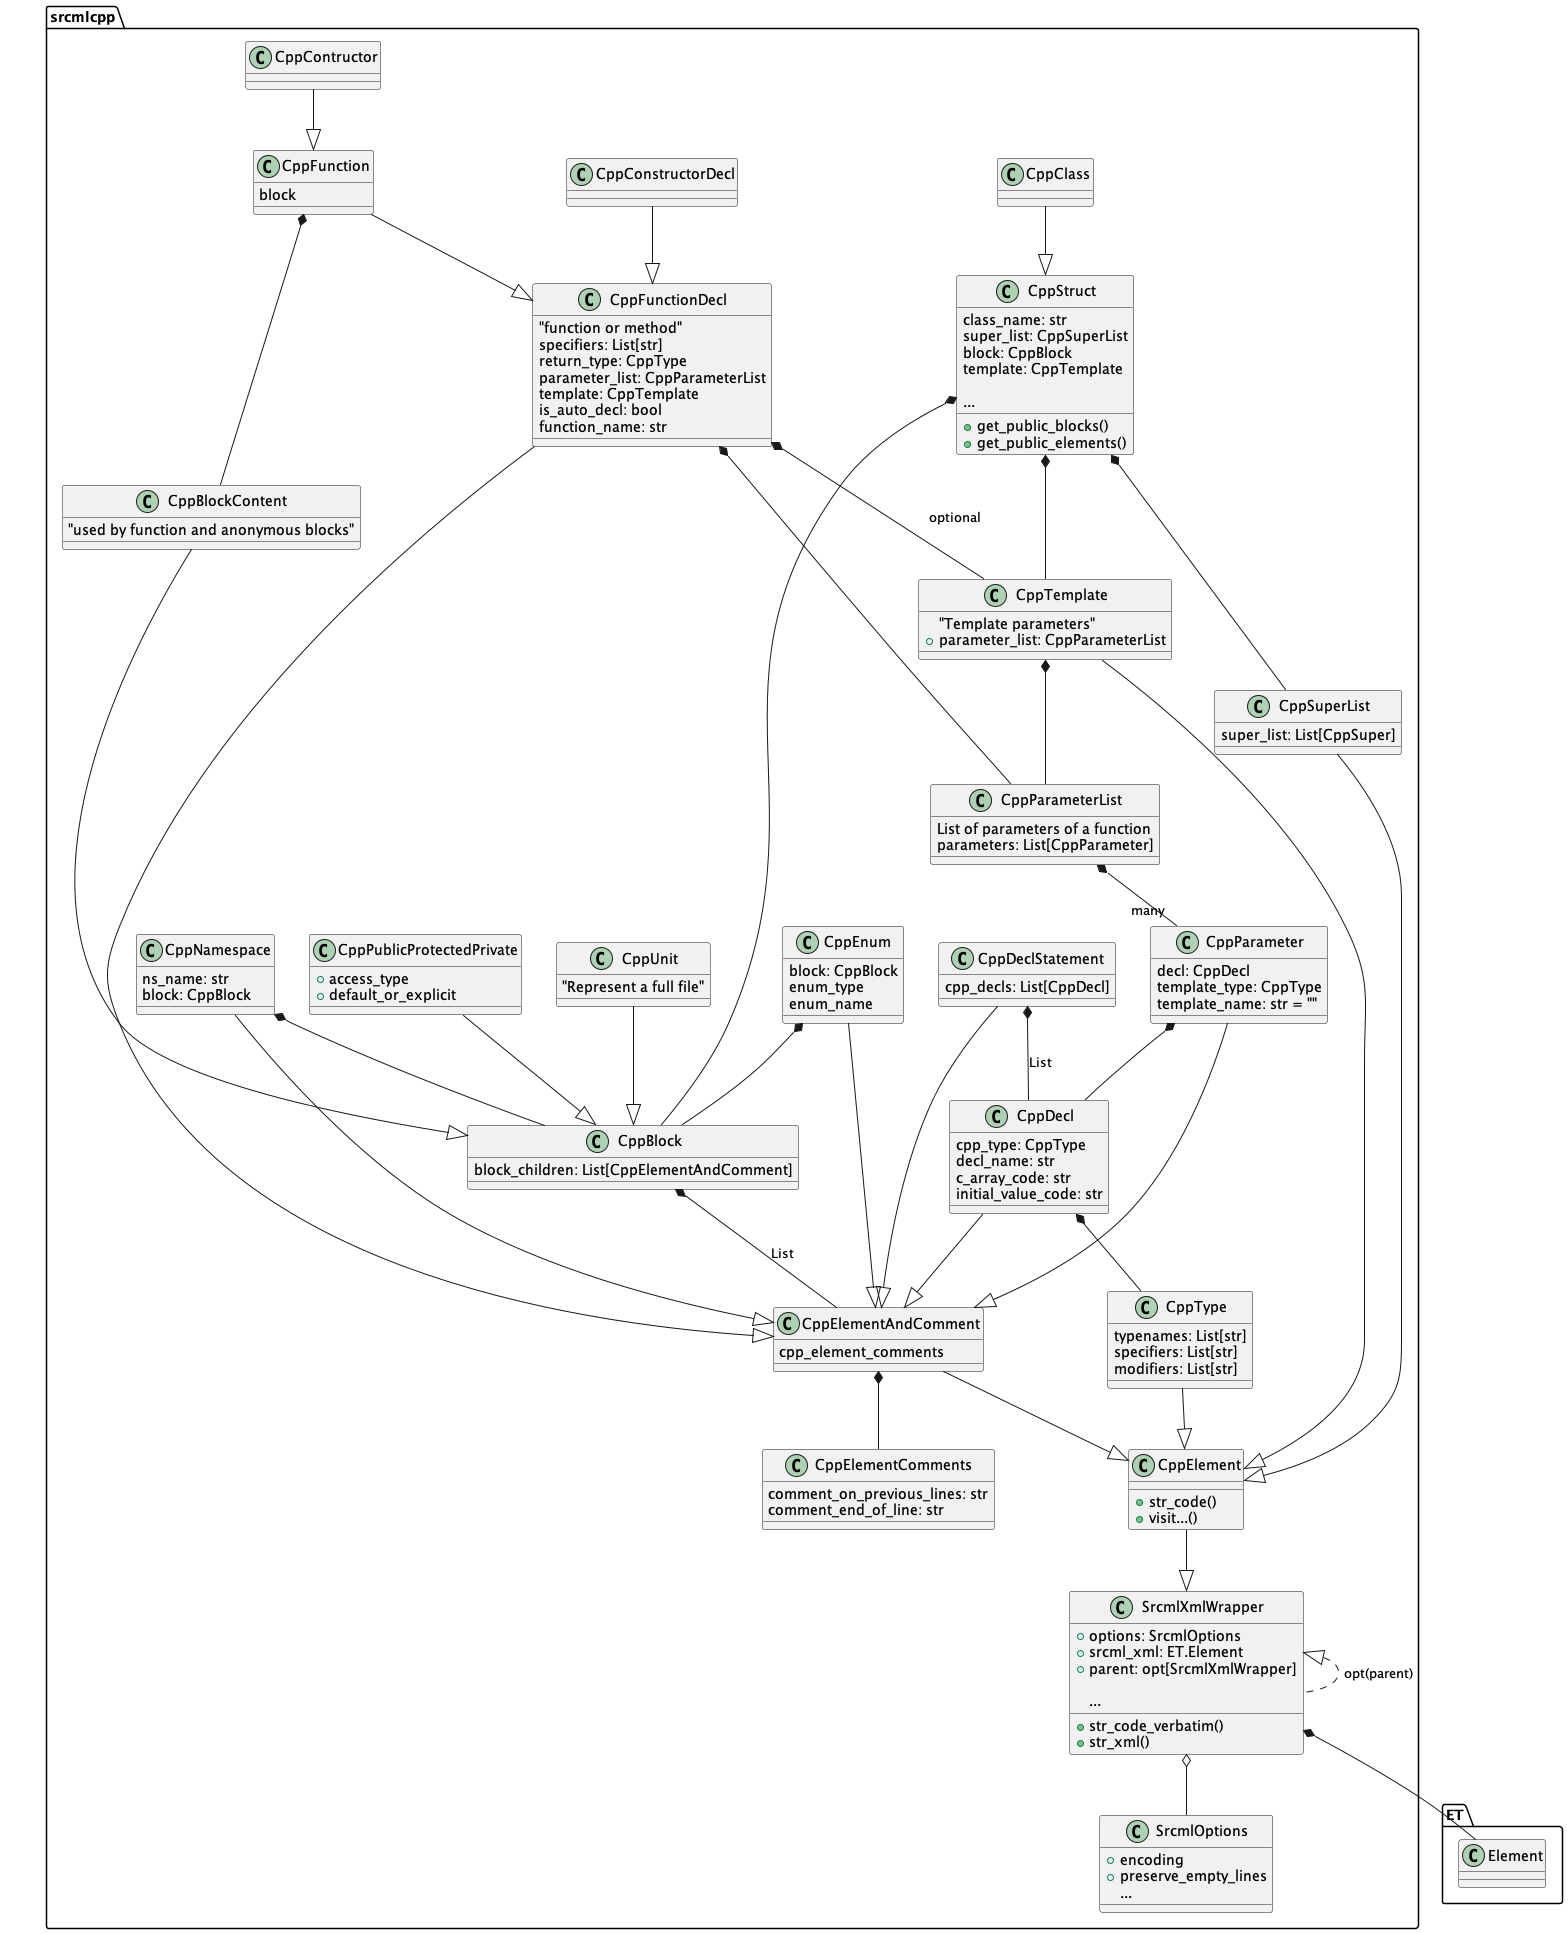 srcmlcpp
C CppContructor
C CppFunction
block
C CppConstructorDecl
C CppClass
C CppFunctionDecl
"function or method"
specifiers: List[str]
return_type: CppType
parameter_list: CppParameterList
template: CppTemplate
is_auto_decl: bool
function_name: str
C CppStruct
class_name: str
super_list: CppSuperList
block: CppBlock
template: CppTemplate
...
get_public_blocks()
get_public_elements()
C CppBlockContent
"used by function and anonymous blocks"
optional
C CppTemplate
"Template parameters"
parameter_list: CppParameterList
C CppSuperList
super_list: List[CppSuper]
C CppParameterList
List of parameters of a function
parameters: List[CppParameter]
many
C CppNamespace
ns_name: str
block: CppBlock
C CppPublicProtectedPrivate
access_type
default_or_explicit
C CppUnit
"Represent a full file"
C CppEnum
block: CppBlock
enum_type
enum_name
C CppDeclStatement
cpp_decls: List[CppDecl]
C CppParameter
decl: CppDecl
template_type: CppType
template_name: str = ""
List
C CppBlock
block_children: List[CppElementAndComment]
C CppDecl
cpp_type: CppType
decl_name: str
c_array_code: str
initial_value_code: str
List
C CppElementAndComment
cpp_element_comments
C CppType
typenames: List[str]
specifiers: List[str]
modifiers: List[str]
C CppElementComments
comment_on_previous_lines: str
comment_end_of_line: str
C CppElement
str_code()
visit...()
C SrcmlXmlWrapper
options: SrcmlOptions
srcml_xml: ET.Element
parent: opt[SrcmlXmlWrapper]
...
str_code_verbatim()
str_xml()
opt(parent)
C SrcmlOptions
encoding
preserve_empty_lines
...
ET
C Element